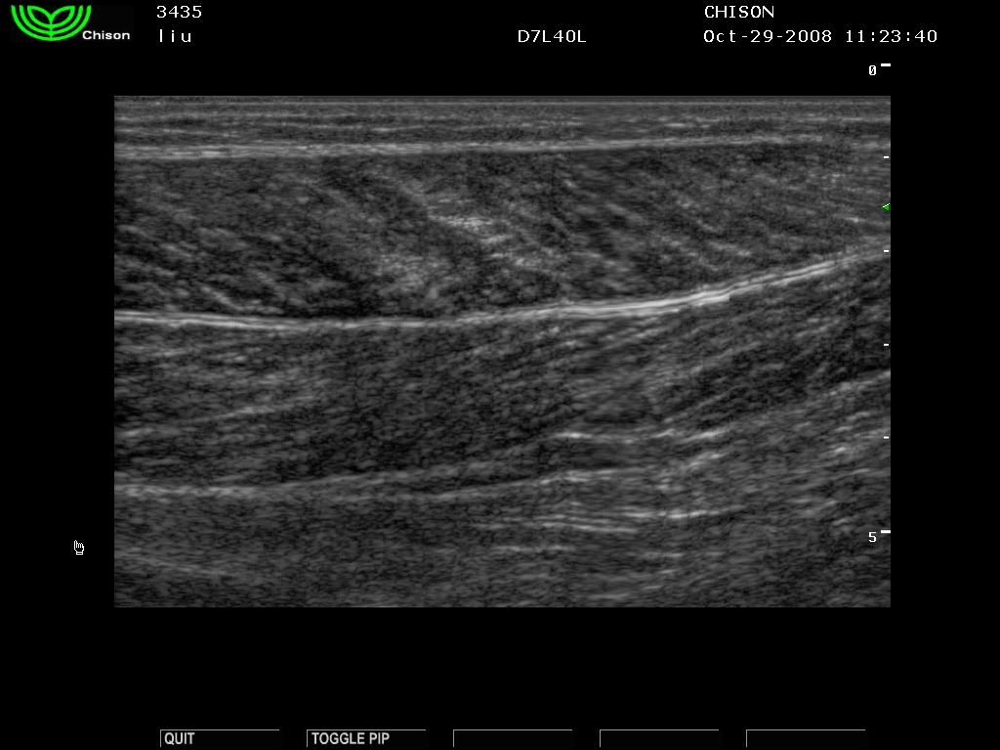 3435
CHISON
Chison
liu
D7L40L
Oct-29-2008 11:23:40
0
5
QUIT
TOGGLE PIP